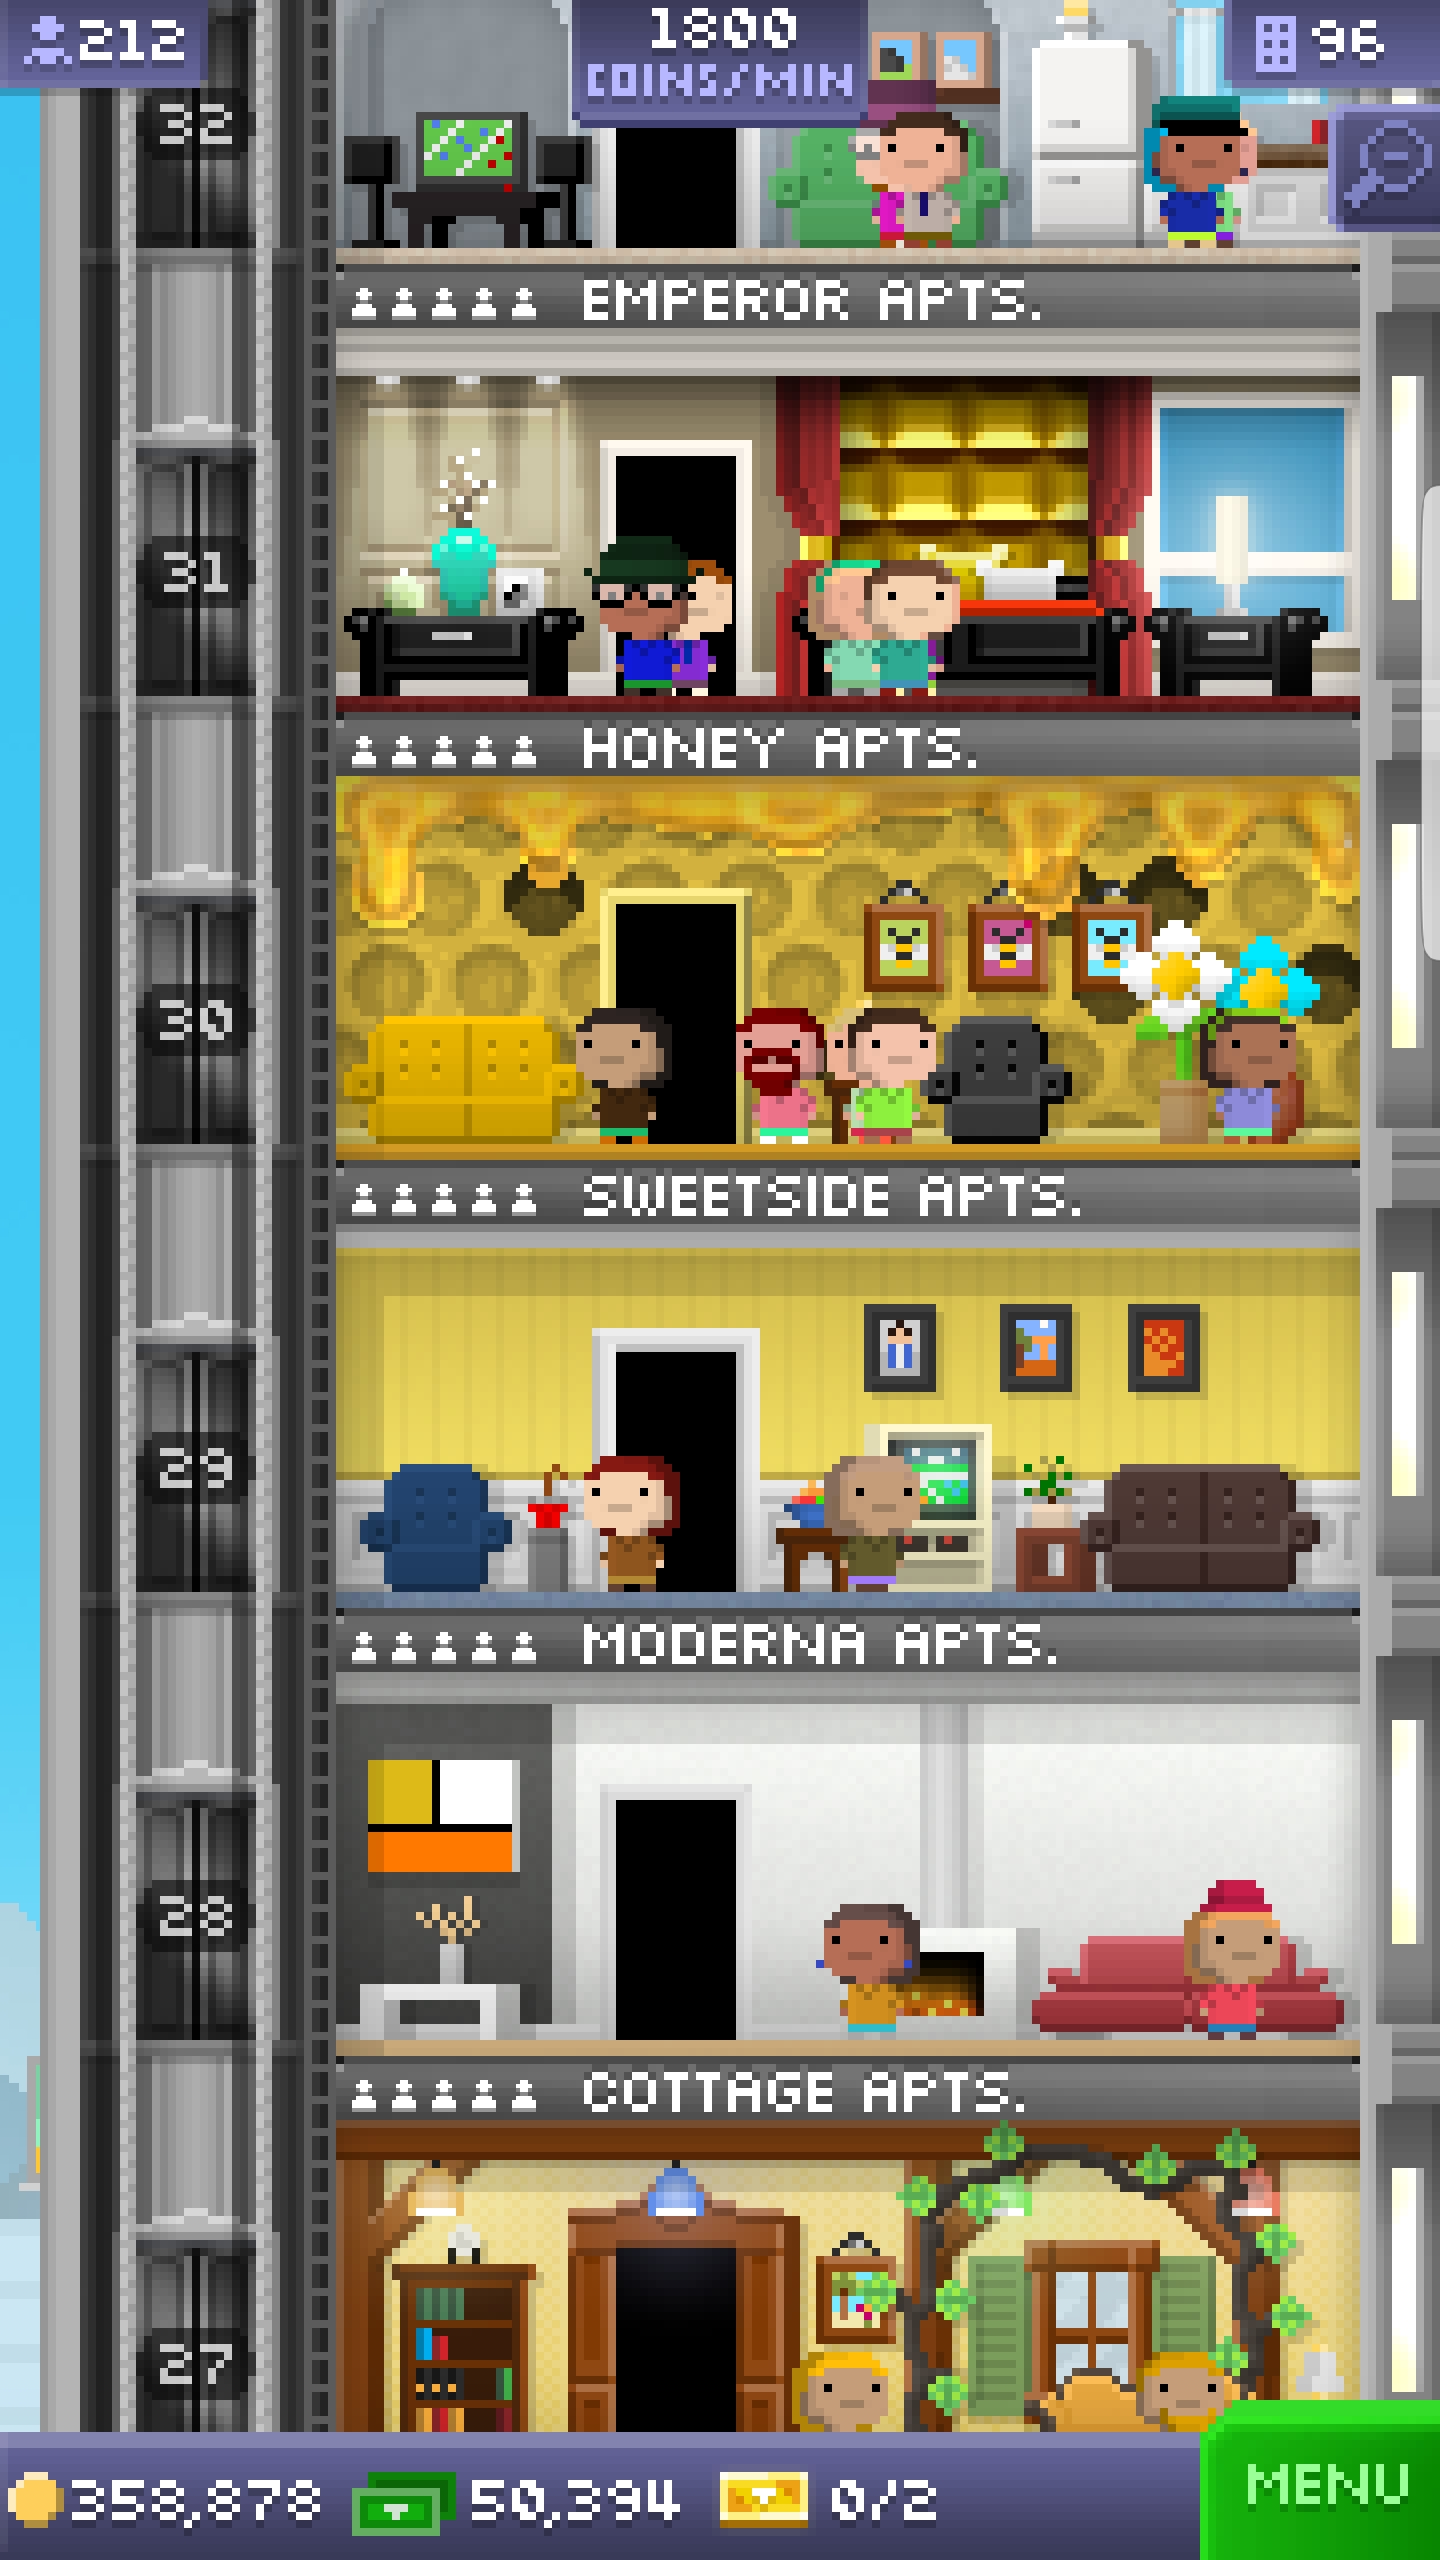 212
1800
COINS/MIN
96
32
EMPEROR APTS.
31
HONEY APTS.
30
SWEETSIDE APTS.
29
MODERNA APTS.
28
COTTAGE APTS.
27
358,878
50,394
0/2
MENU